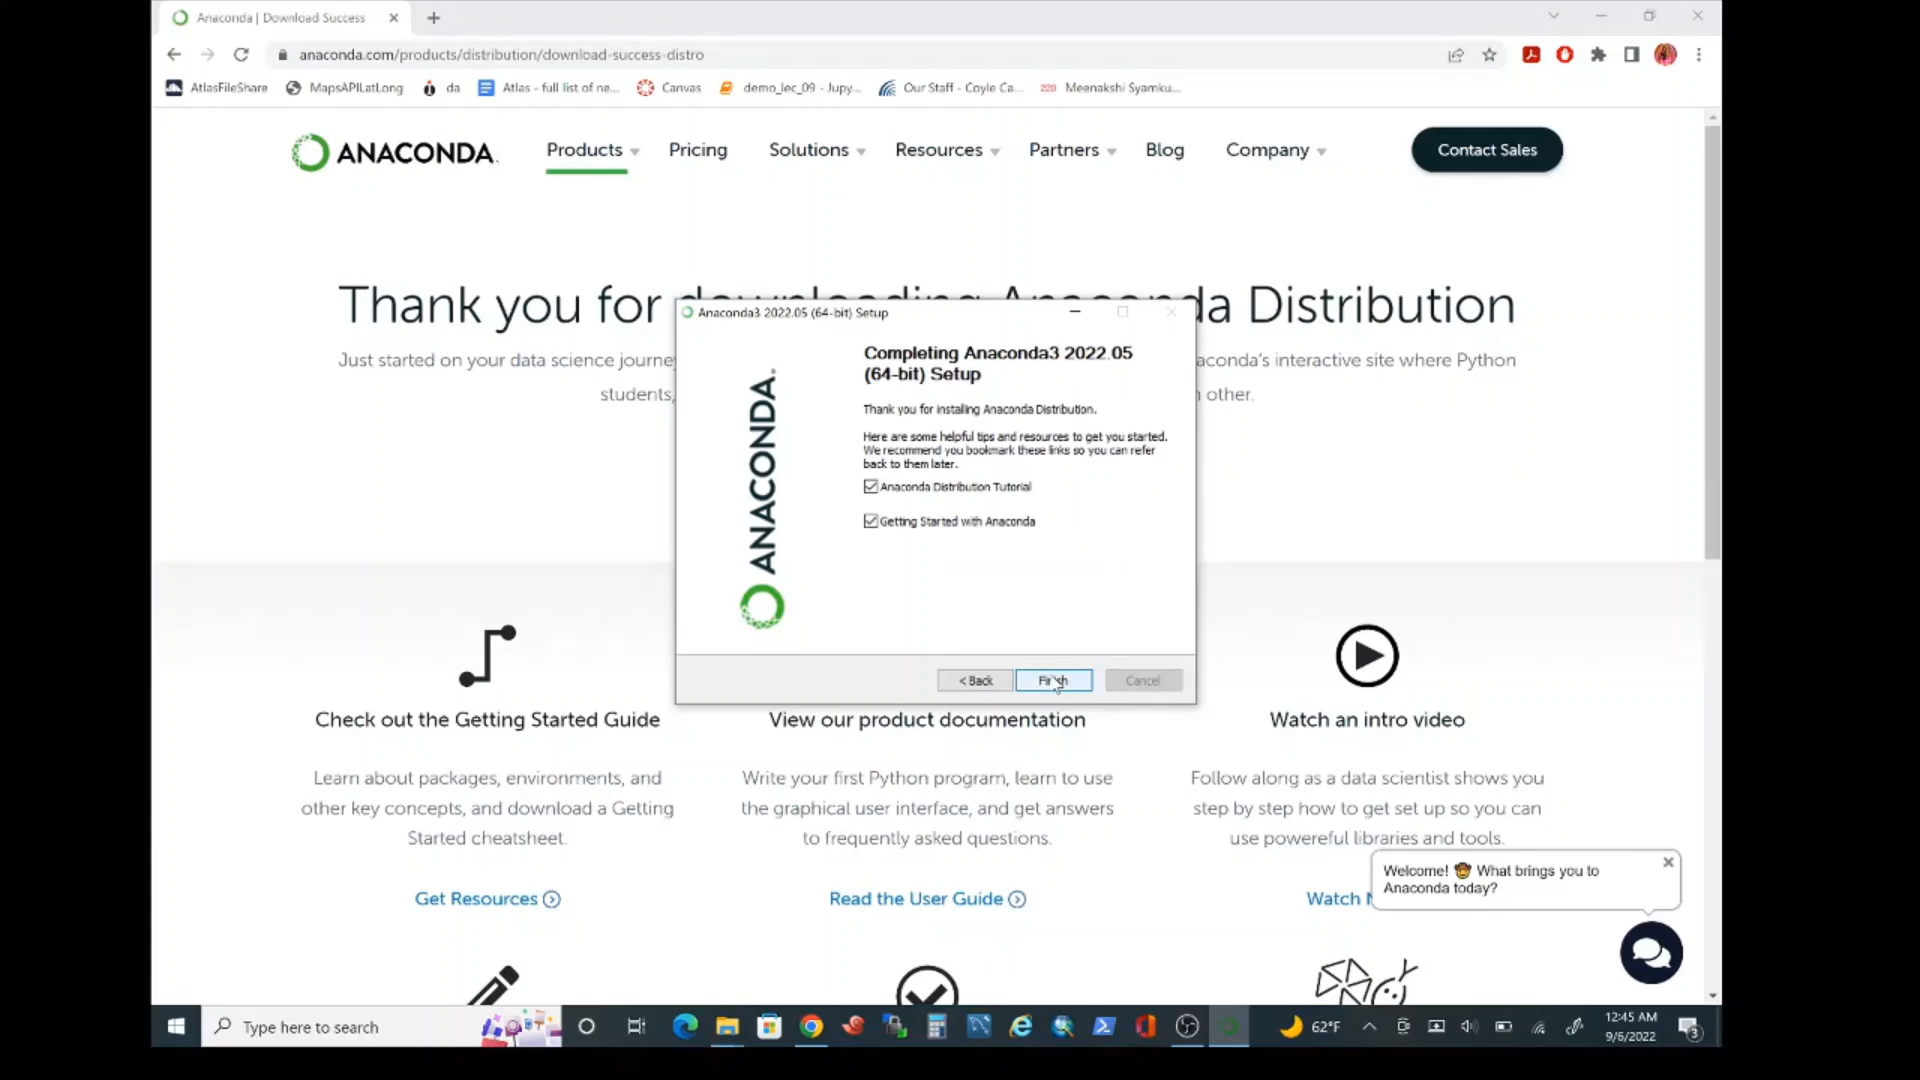 Anaconda | Download Success
anaconda.com/products/distribution/download-success-distro
AtlasFileShare MapsAPILatLong da Atlas - full list of ne... Canvas demo_lec_09 - Jupy... Our Staff - Coyle Ca... Meenakshi Syamku...
ANACONDA. Products Pricing Solutions Resources Partners Blog Company Contact Sales
Thank you for downloading Anaconda Distribution
Just started on your data science journe aconda's interactive site where Python
students, other.
Anaconda3 2022.05 (64-bit) Setup
Completing Anaconda3 2022.05
(64-bit) Setup
Thank you for installing Anaconda Distribution.
Here are some helpful tips and resources to get you started.
We recommend you bookmark these links so you can refer
back to them later.
Anaconda Distribution Tutorial
Getting Started with Anaconda
ANACONDA.
< Back Finish Cancel
Check out the Getting Started Guide
Learn about packages, environments, and
other key concepts, and download a Getting
Started cheatsheet.
Get Resources
View our product documentation
Write your first Python program, learn to use
the graphical user interface, and get answers
to frequently asked questions.
Read the User Guide
Watch an intro video
Follow along as a data scientist shows you
step by step how to get set up so you can
use powereful libraries and tools.
Watch
Welcome! 🤠 What brings you to
Anaconda today?
Type here to search
62°F
12:45 AM
9/6/2022
3